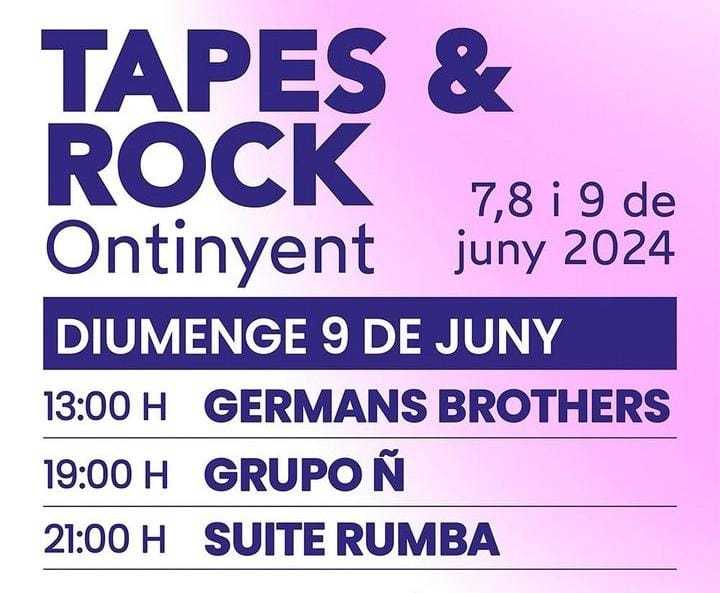 TAPES &
ROCK
Ontinyent
7,8 i 9 de
juny 2024
DIUMENGE 9 DE JUNY
13:00 H GERMANS BROTHERS
19:00 H GRUPO Ñ
21:00 H SUITE RUMBA